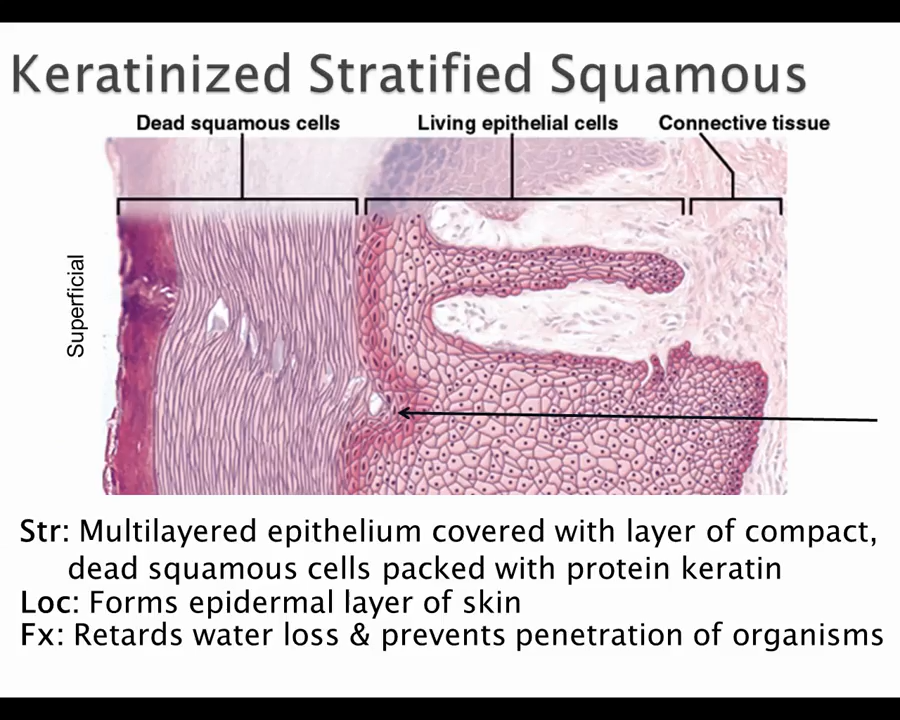 Keratinized Stratified Squamous
Dead squamous cells Living epithelial cells Connective tissue
Superficial
Str: Multilayered epithelium covered with layer of compact,
dead squamous cells packed with protein keratin
Loc: Forms epidermal layer of skin
Fx: Retards water loss & prevents penetration of organisms